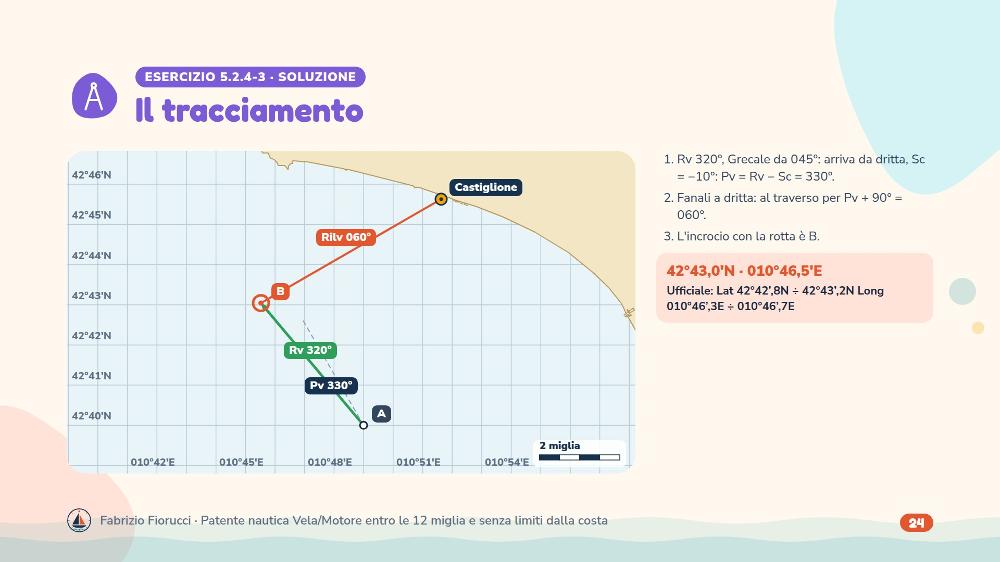 ESERCIZIO 5.2.4-3 · SOLUZIONE
Il tracciamento
42°46'N
42°45'N
42°44'N
42°43'N
42°42'N
42°41'N
42°40'N
010°42'E
010°45'E
010°48'E
010°51'E
010°54'E
Castiglione
Rilv 060°
B
Rv 320°
Pv 330°
A
2 miglia
1. Rv 320°, Grecale da 045°: arriva da dritta, Sc
= −10°: Pv = Rv − Sc = 330°.
2. Fanali a dritta: al traverso per Pv + 90° =
060°.
3. L'incrocio con la rotta è B.
42°43,0'N · 010°46,5'E
Ufficiale: Lat 42°42’,8N ÷ 42°43’,2N Long
010°46’,3E ÷ 010°46’,7E
Fabrizio Fiorucci · Patente nautica Vela/Motore entro le 12 miglia e senza limiti dalla costa
24